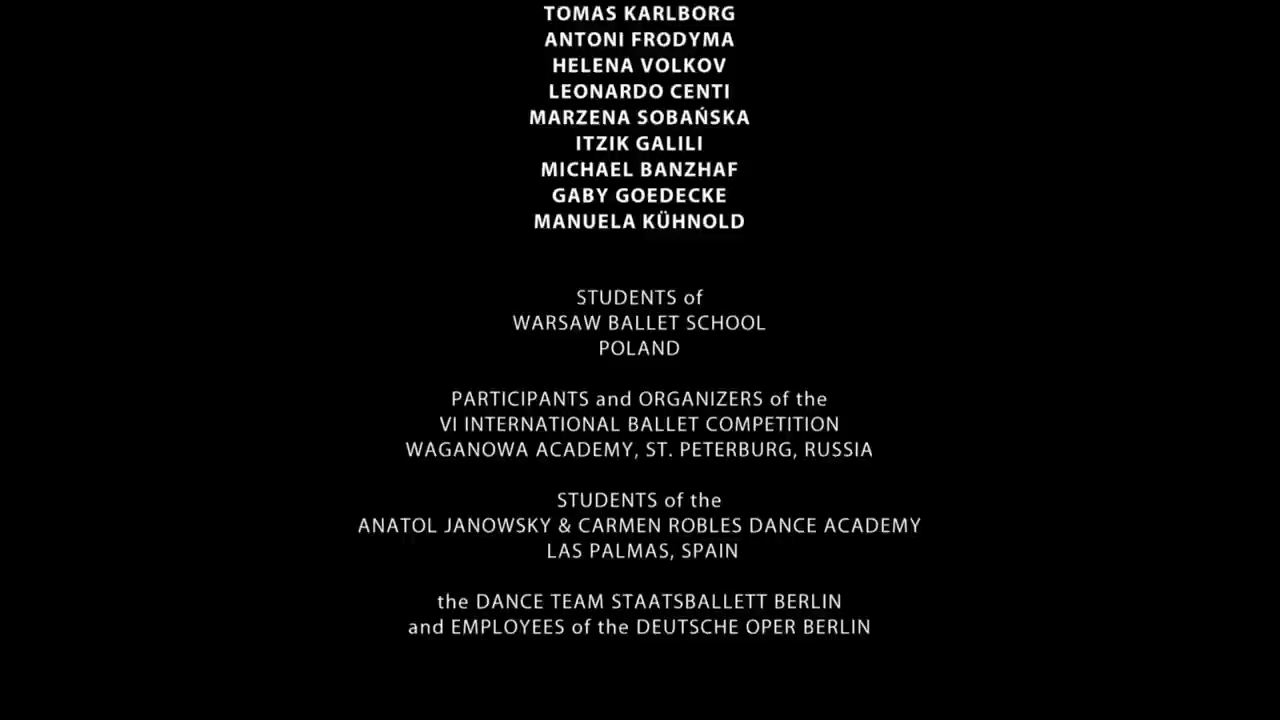 TOMAS KARLBORG
ANTONI FRODYMA
HELENA VOLKOV
LEONARDO CENTI
MARZENA SOBAŃSKA
ITZIK GALILI
MICHAEL BANZHAF
GABY GOEDECKE
MANUELA KÜHNOLD
STUDENTS of
WARSAW BALLET SCHOOL
POLAND
PARTICIPANTS and ORGANIZERS of the
VI INTERNATIONAL BALLET COMPETITION
WAGANOWA ACADEMY, ST. PETERBURG, RUSSIA
STUDENTS of the
ANATOL JANOWSKY & CARMEN ROBLES DANCE ACADEMY
LAS PALMAS, SPAIN
the DANCE TEAM STAATSBALLETT BERLIN
and EMPLOYEES of the DEUTSCHE OPER BERLIN